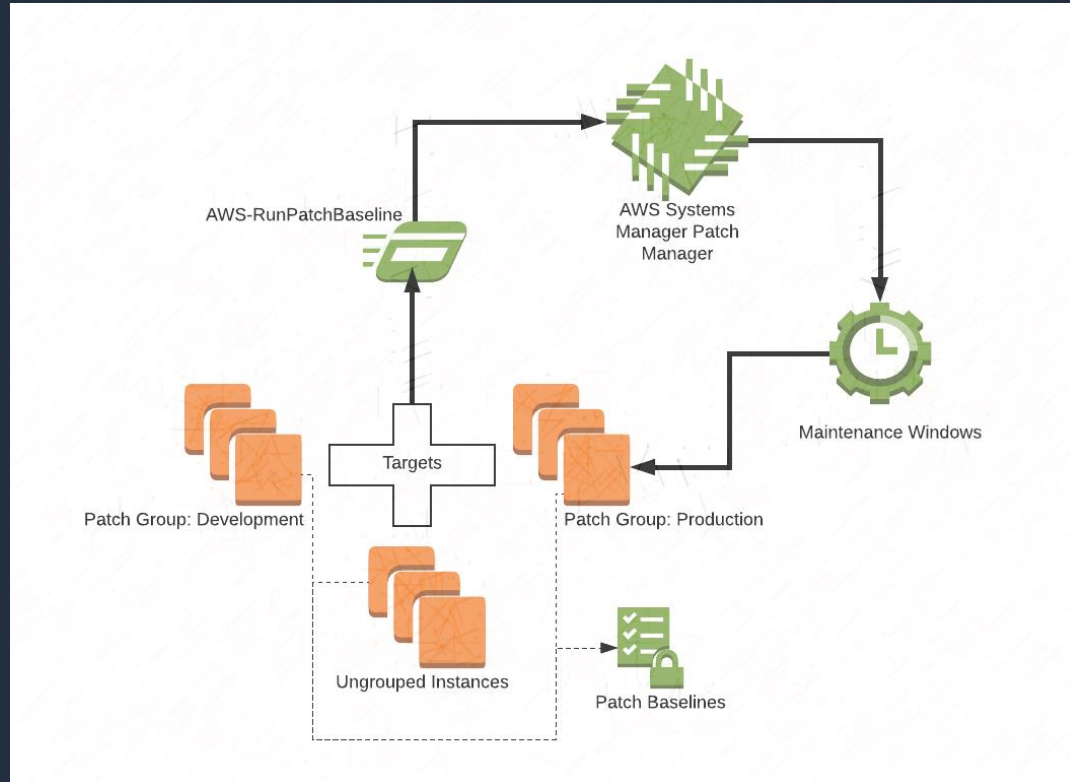 AWS-RunPatchBaseline
AWS Systems
Manager Patch
Manager
Maintenance Windows
Targets
Patch Group: Development
Patch Group: Production
Ungrouped Instances
Patch Baselines